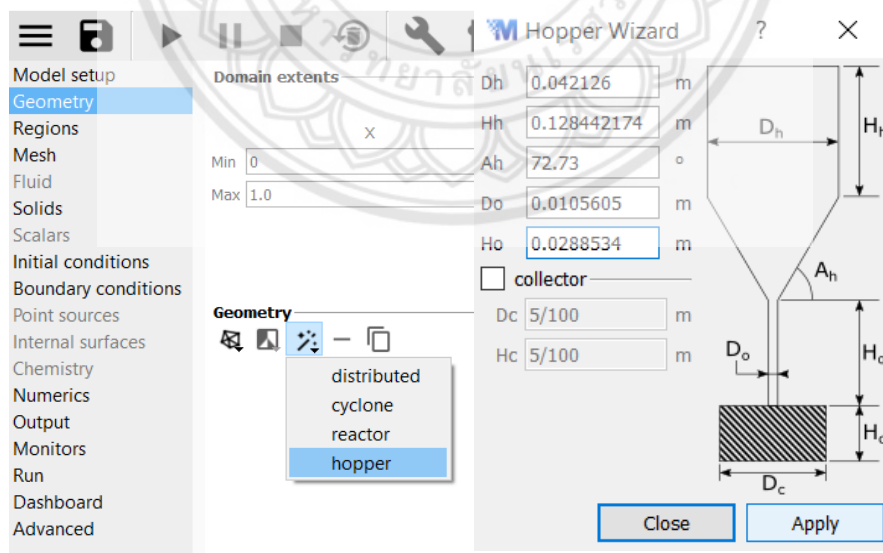 Model setup
Geometry
Regions
Mesh
Fluid
Solids
Scalars
Initial conditions
Boundary conditions
Point sources
Internal surfaces
Chemistry
Numerics
Output
Monitors
Run
Dashboard
Advanced
Domain extents
X
Min 0
Max 1.0
Geometry
distributed
cyclone
reactor
hopper
M Hopper Wizard ? ×
Dh 0.042126 m
Hh 0.128442174 m
Ah 72.73 °
Do 0.0105605 m
Ho 0.0288534 m
collector
Dc 5/100 m
Hc 5/100 m
Dh
Ah
Do
Dc
Close Apply